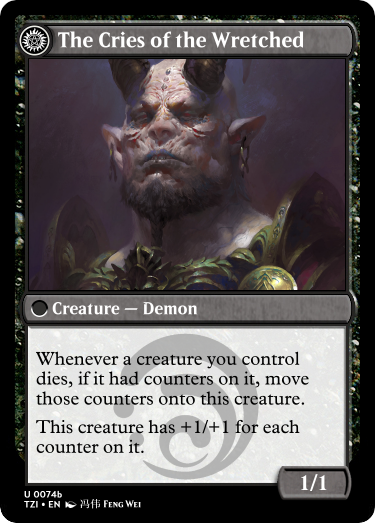 The Cries of the Wretched
Creature — Demon
Whenever a creature you control
dies, if it had counters on it, move
those counters onto this creature.
This creature has +1/+1 for each
counter on it.
1/1
U 0074b
TZI • EN 冯伟 FENG WEI